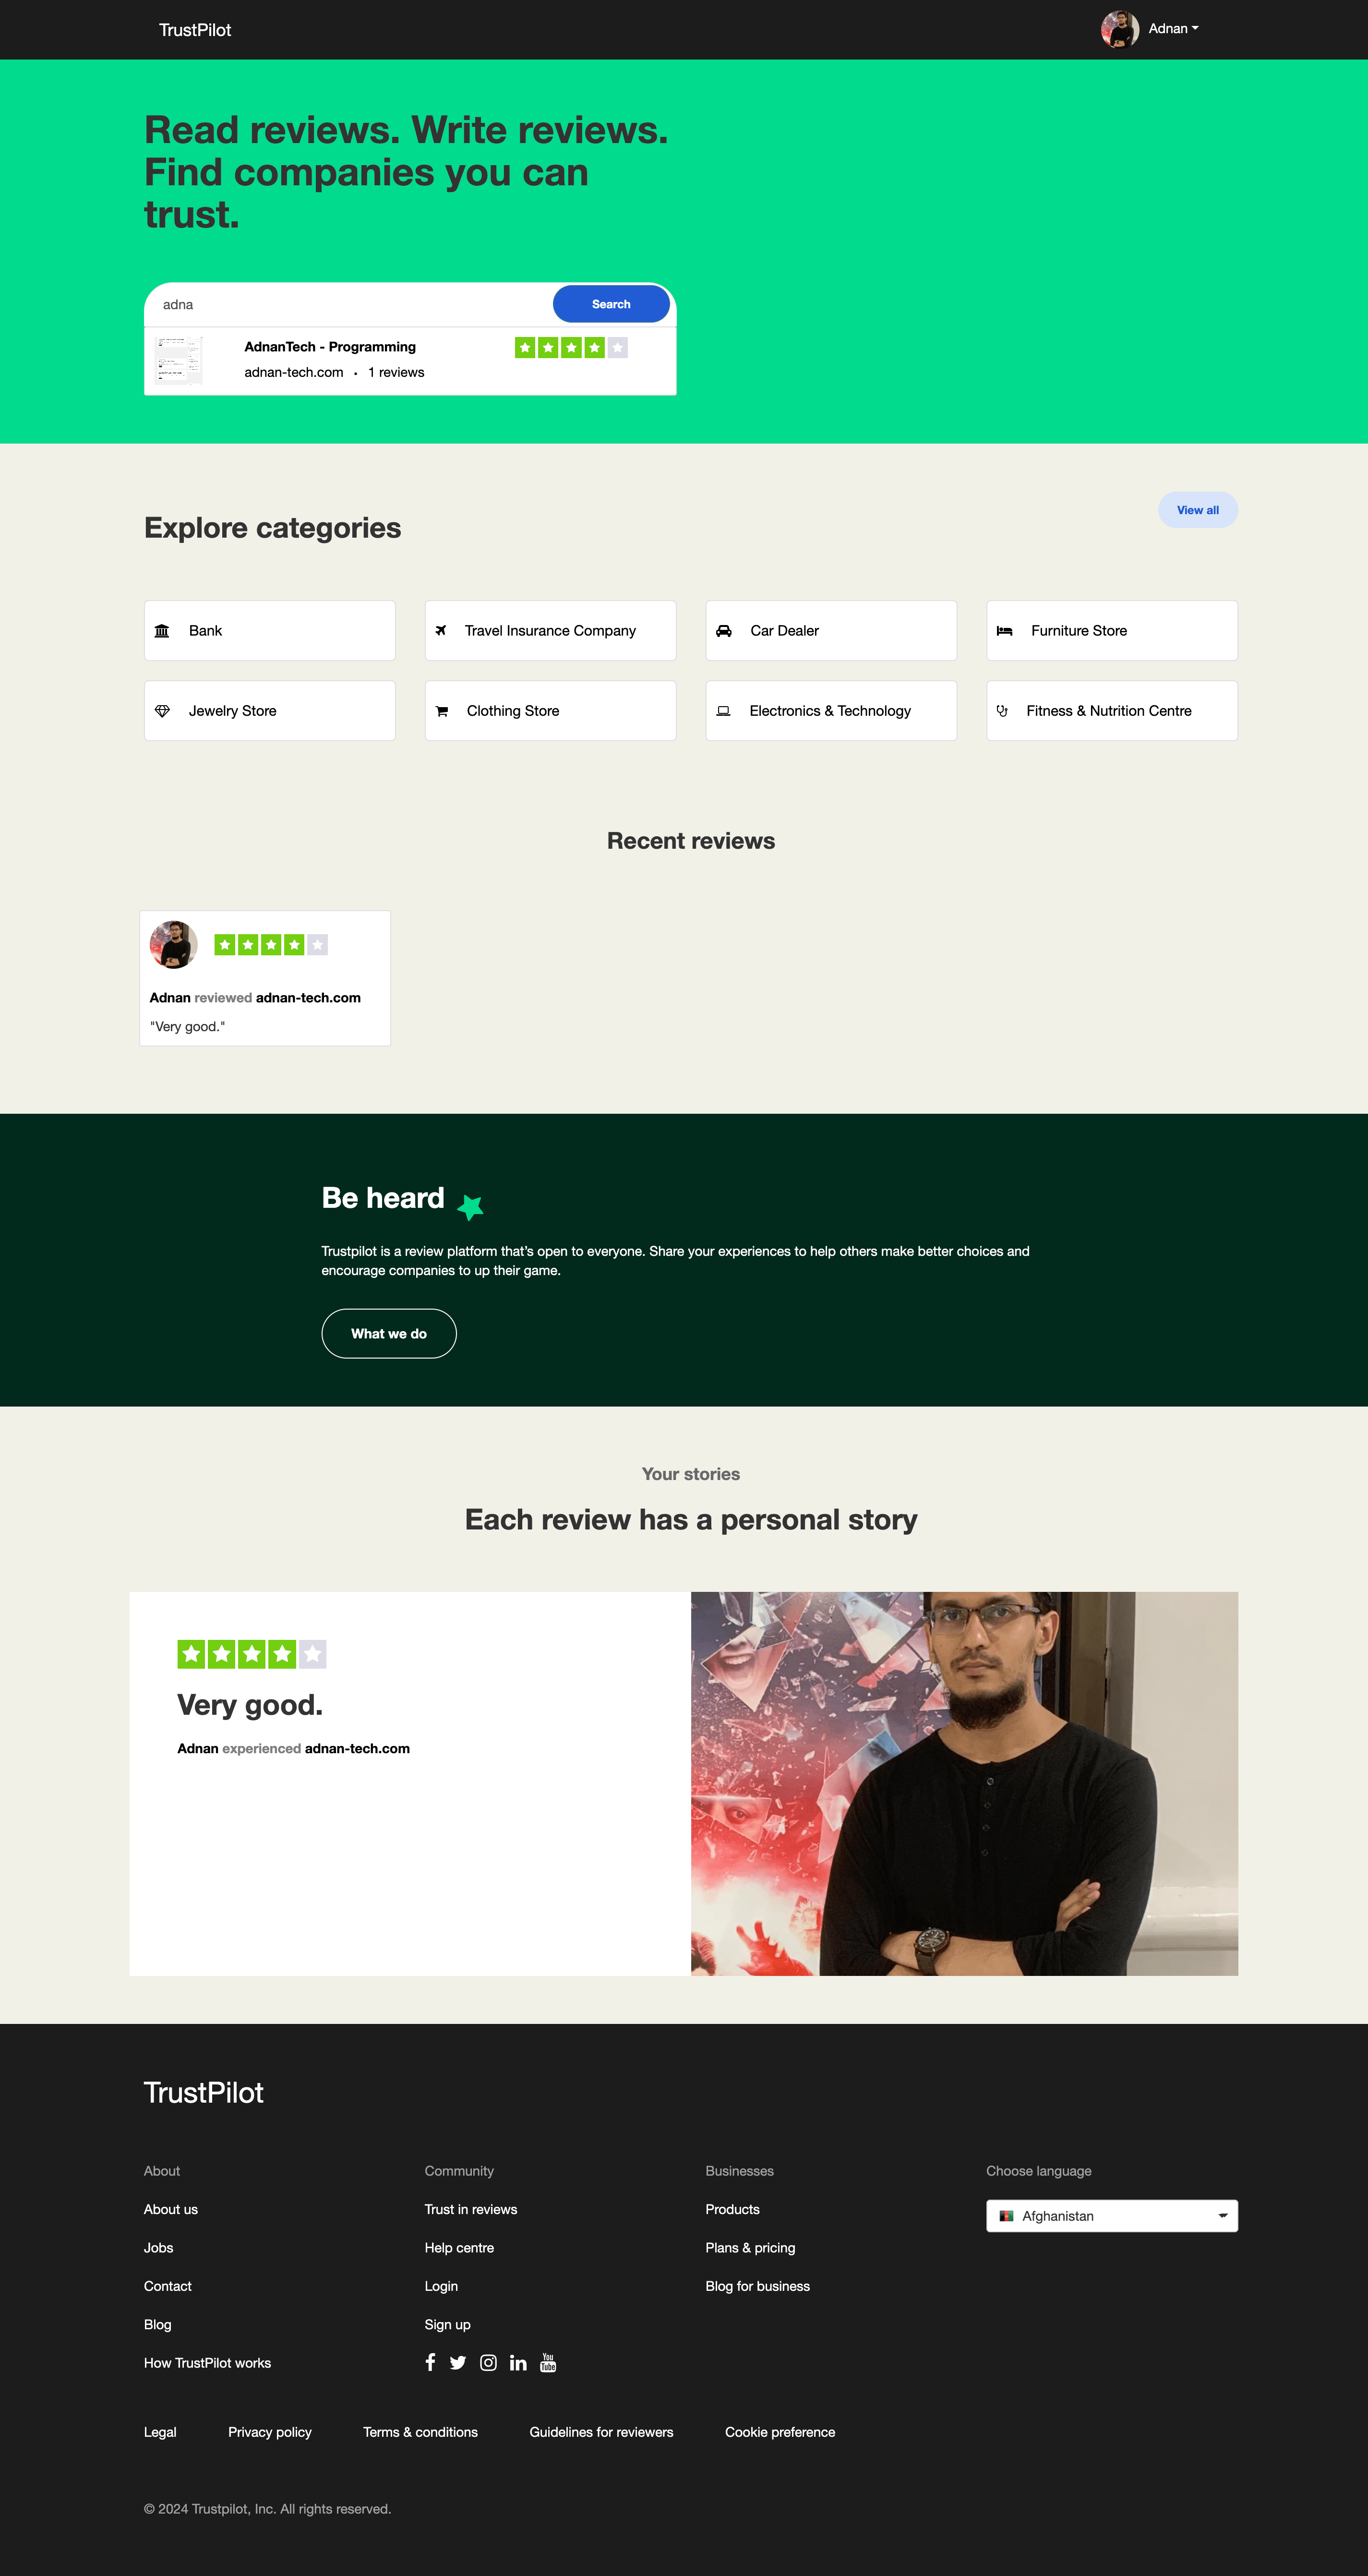 TrustPilot
Adnan
Read reviews. Write reviews.
Find companies you can
trust.
adna
Search
AdnanTech - Programming
adnan-tech.com • 1 reviews
Explore categories
View all
Bank
Travel Insurance Company
Car Dealer
Furniture Store
Jewelry Store
Clothing Store
Electronics & Technology
Fitness & Nutrition Centre
Recent reviews
Adnan reviewed adnan-tech.com
"Very good."
Be heard
Trustpilot is a review platform that’s open to everyone. Share your experiences to help others make better choices and
encourage companies to up their game.
What we do
Your stories
Each review has a personal story
Very good.
Adnan experienced adnan-tech.com
TrustPilot
About
About us
Jobs
Contact
Blog
How TrustPilot works
Community
Trust in reviews
Help centre
Login
Sign up
You
Tube
Businesses
Products
Plans & pricing
Blog for business
Choose language
Afghanistan
Legal
Privacy policy
Terms & conditions
Guidelines for reviewers
Cookie preference
© 2024 Trustpilot, Inc. All rights reserved.